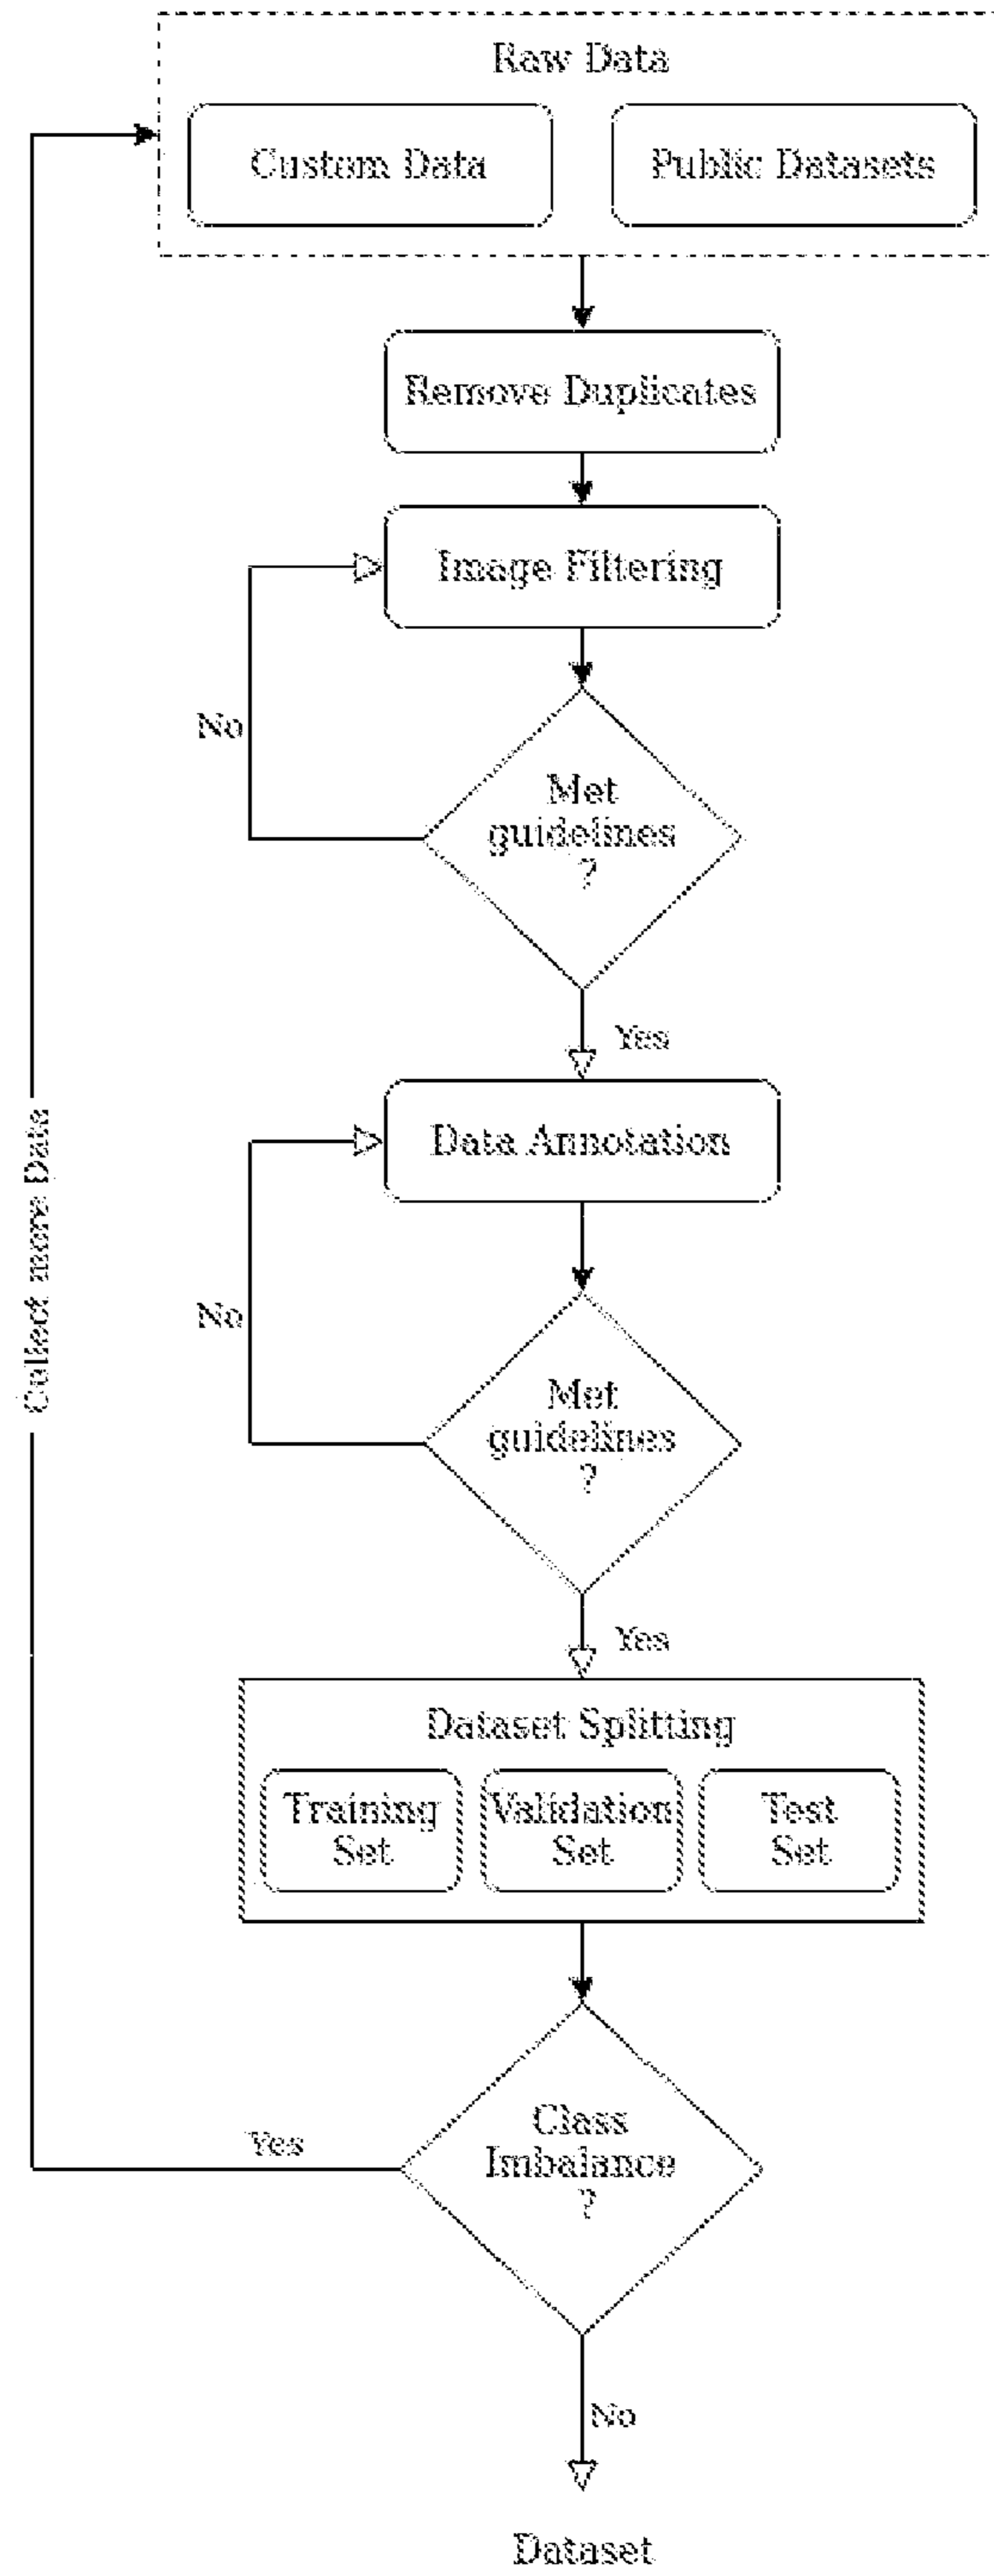 Raw Data
Custom Data
Public Datasets
Remove Duplicates
Image Filtering
No
Met
guidelines
?
Yes
Data Annotation
Collect more Data
No
Met
guidelines
?
Yes
Dataset Splitting
Training
Set
Validation
Set
Test
Set
Class
Imbalance
?
Yes
No
Dataset